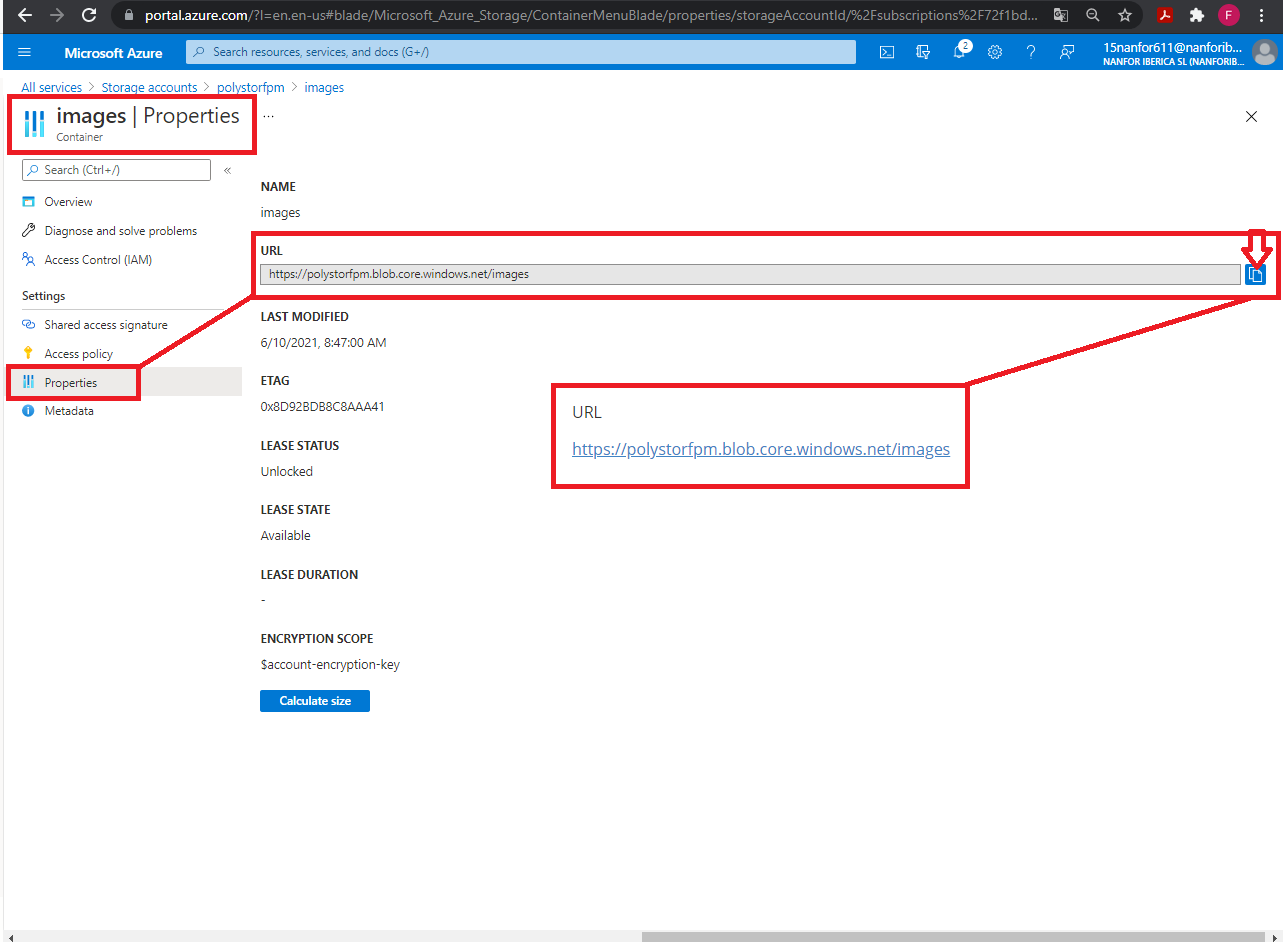 portal.azure.com/?l=en.en-us#blade/Microsoft_Azure_Storage/ContainerMenuBlade/properties/storageAccountId/%2Fsubscriptions%2F72f1bd...
F
Microsoft Azure
Search resources, services, and docs (G+/)
2
15nanfor611@nanforib...
NANFOR IBERICA SL (NANFORIB...
All services > Storage accounts > polystorfpm > images
images | Properties ...
Container
Search (Ctrl+/)
«
Overview
Diagnose and solve problems
Access Control (IAM)
Settings
Shared access signature
Access policy
Properties
Metadata
NAME
images
URL
https://polystorfpm.blob.core.windows.net/images
LAST MODIFIED
6/10/2021, 8:47:00 AM
ETAG
0x8D92BDB8C8AAA41
LEASE STATUS
Unlocked
LEASE STATE
Available
LEASE DURATION
-
ENCRYPTION SCOPE
$account-encryption-key
Calculate size
URL
https://polystorfpm.blob.core.windows.net/images